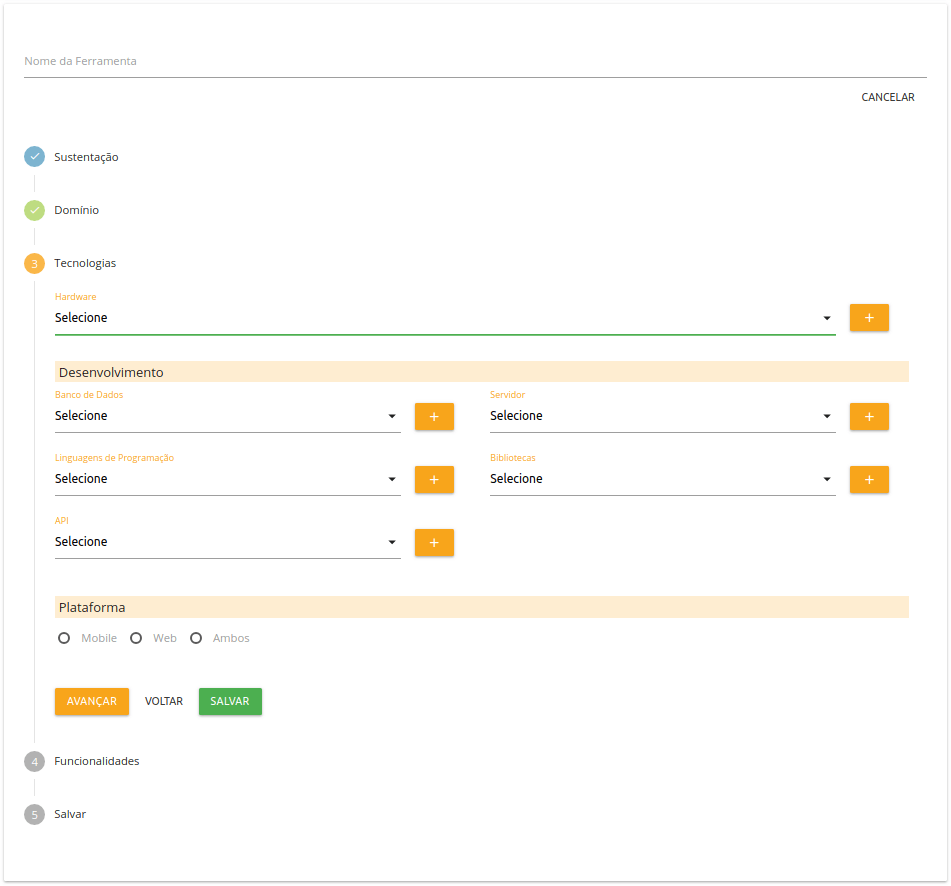 Nome da Ferramenta
CANCELAR
Sustentação
Domínio
3 Tecnologias
Hardware
Selecione
+
Desenvolvimento
Banco de Dados
Selecione
+
Servidor
Selecione
+
Linguagens de Programação
Selecione
+
Bibliotecas
Selecione
+
API
Selecione
+
Plataforma
Mobile Web Ambos
AVANÇAR VOLTAR SALVAR
4 Funcionalidades
5 Salvar